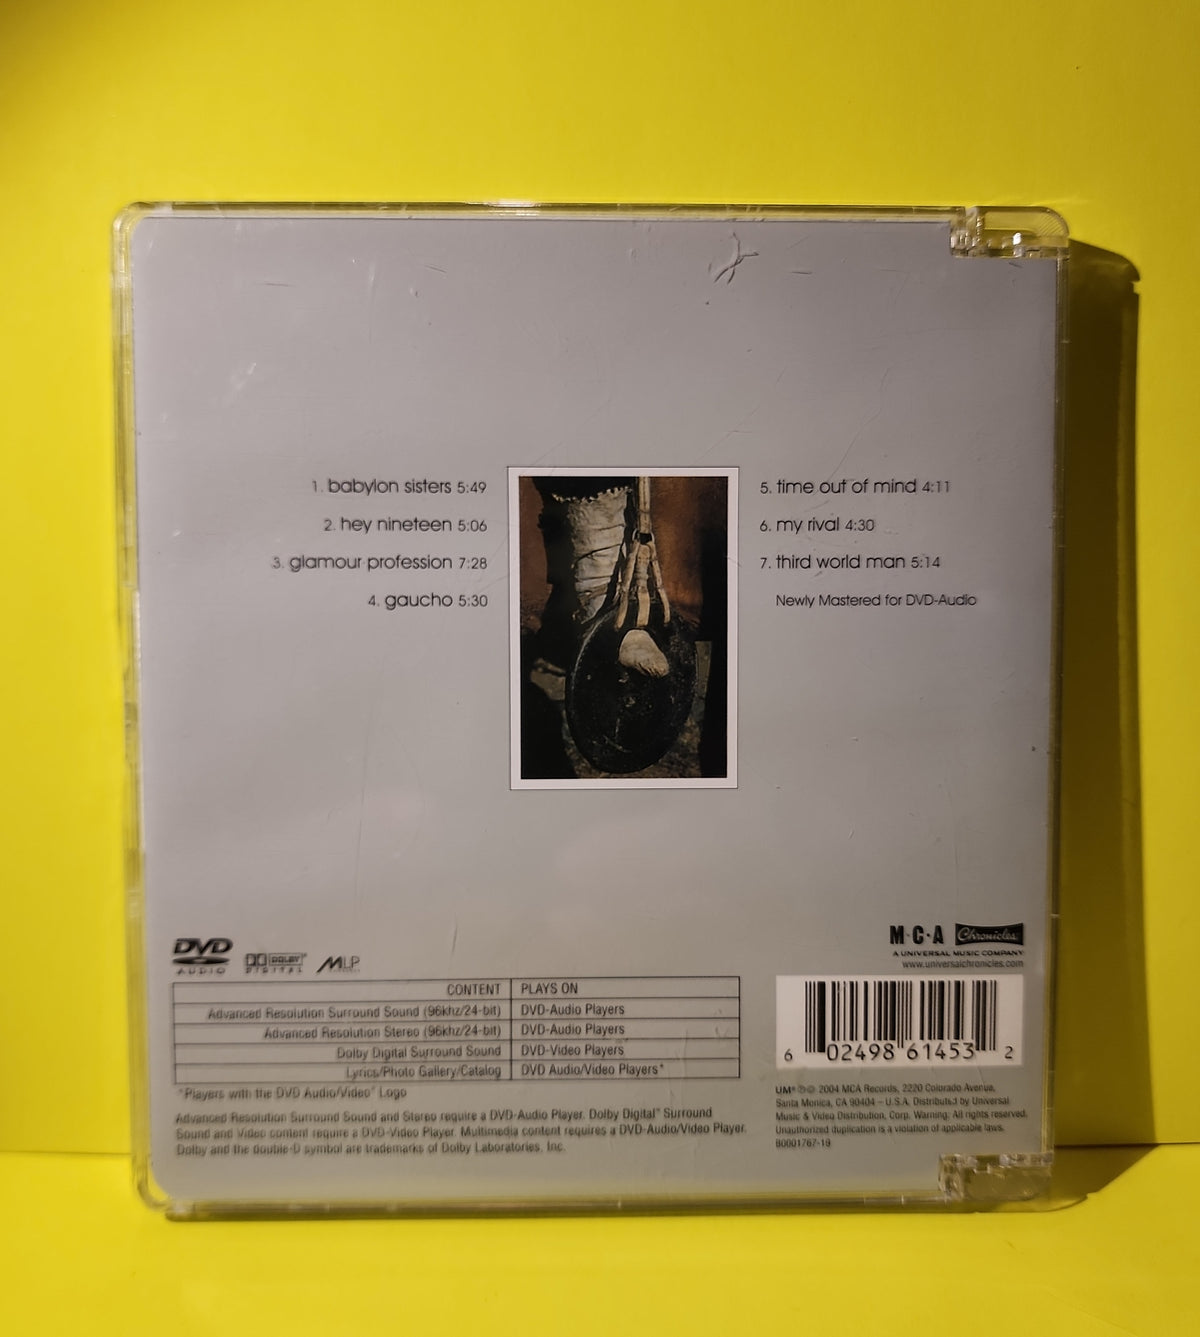 1. babylon sisters 5:49
2. hey nineteen 5:06
3. glamour profession 7:28
4. gaucho 5:30
5. time out of mind 4:11
6. my rival 4:30
7. third world man 5:14
Newly Mastered for DVD-Audio
DVD
AUDIO
DOLBY
DIGITAL
MLP
M·C·A Chronicles
A UNIVERSAL MUSIC COMPANY
www.universalchronicles.com
CONTENT PLAYS ON
Advanced Resolution Surround Sound (96khz/24-bit) DVD-Audio Players
Advanced Resolution Stereo (96khz/24-bit) DVD-Audio Players
Dolby Digital Surround Sound DVD-Video Players
Lyrics/Photo Gallery/Catalog DVD Audio/Video Players*
*Players with the DVD Audio/Video" Logo
Advanced Resolution Surround Sound and Stereo require a DVD-Audio Player. Dolby Digital" Surround
Sound and Video content require a DVD-Video Player. Multimedia content requires a DVD-Audio/Video Player.
Dolby and the double-D symbol are trademarks of Dolby Laboratories, Inc.
6 02498 61453 2
UM® ℗© 2004 MCA Records, 2220 Colorado Avenue,
Santa Monica, CA 90404 – U.S.A. Distributed by Universal
Music & Video Distribution, Corp. Warning: All rights reserved.
Unauthorized duplication is a violation of applicable laws.
B0001767-19